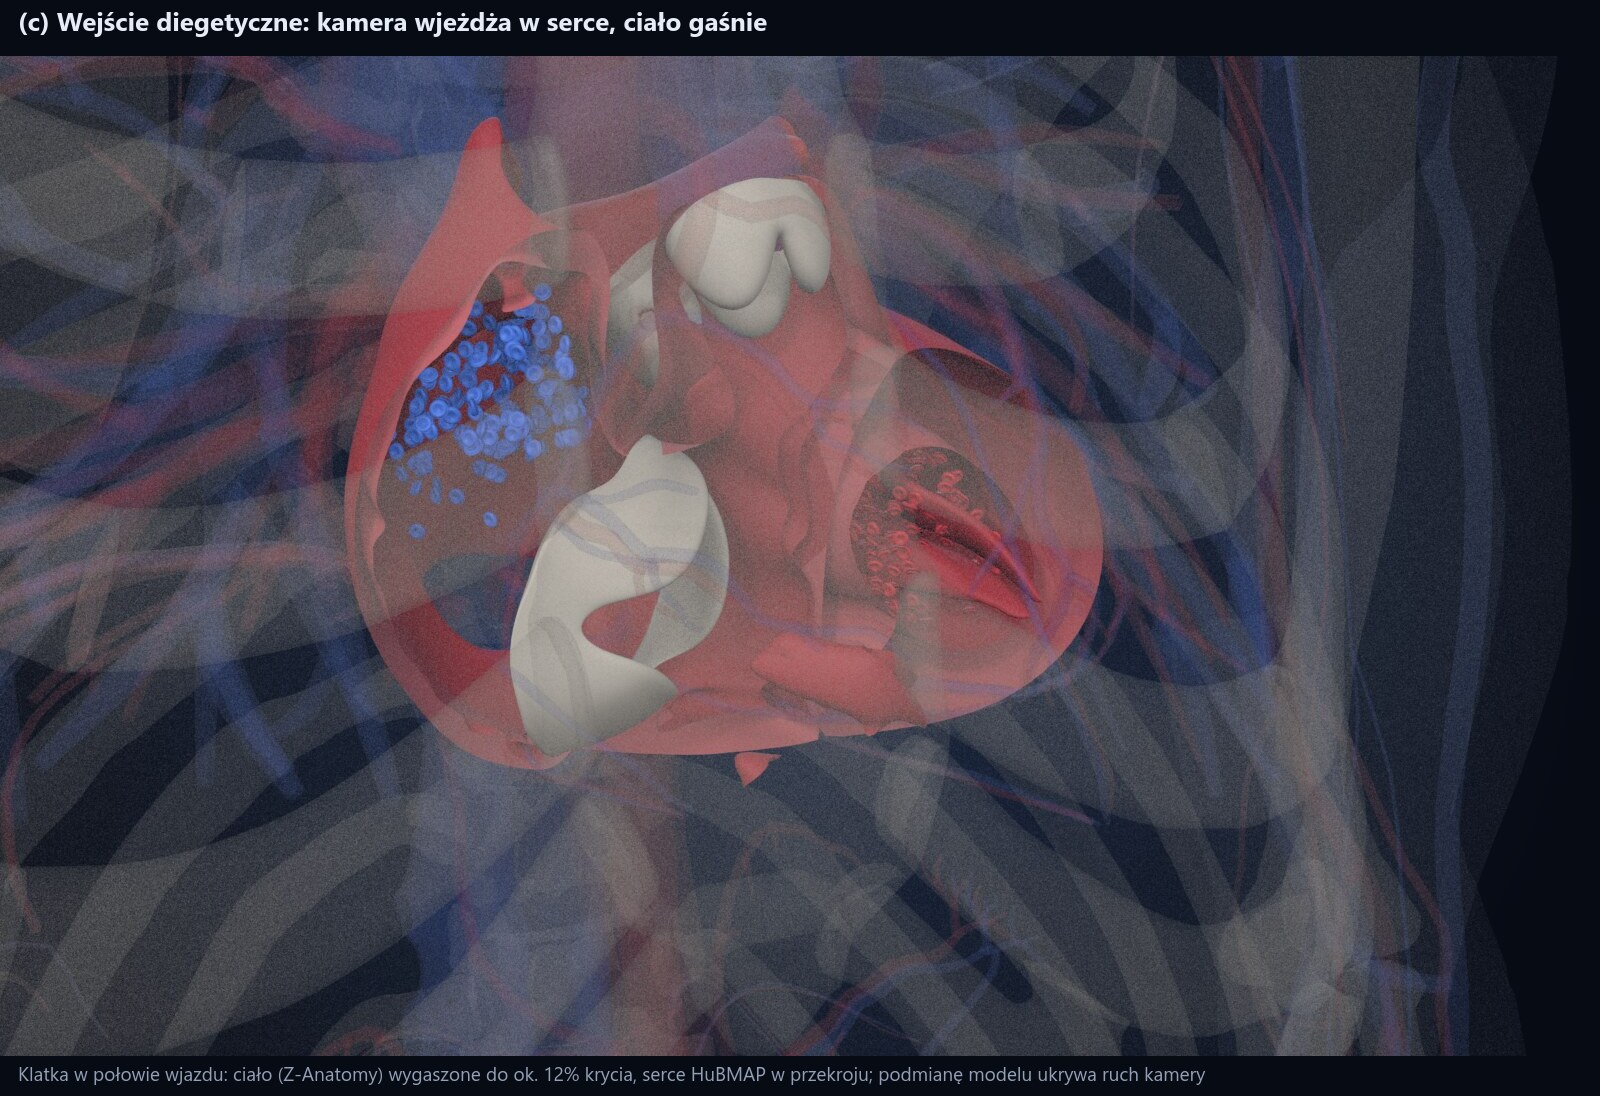 (c) Wejście diegetyczne: kamera wjeżdża w serce, ciało gaśnie
Klatka w połowie wjazdu: ciało (Z-Anatomy) wygaszone do ok. 12% krycia, serce HuBMAP w przekroju; podmianę modelu ukrywa ruch kamery